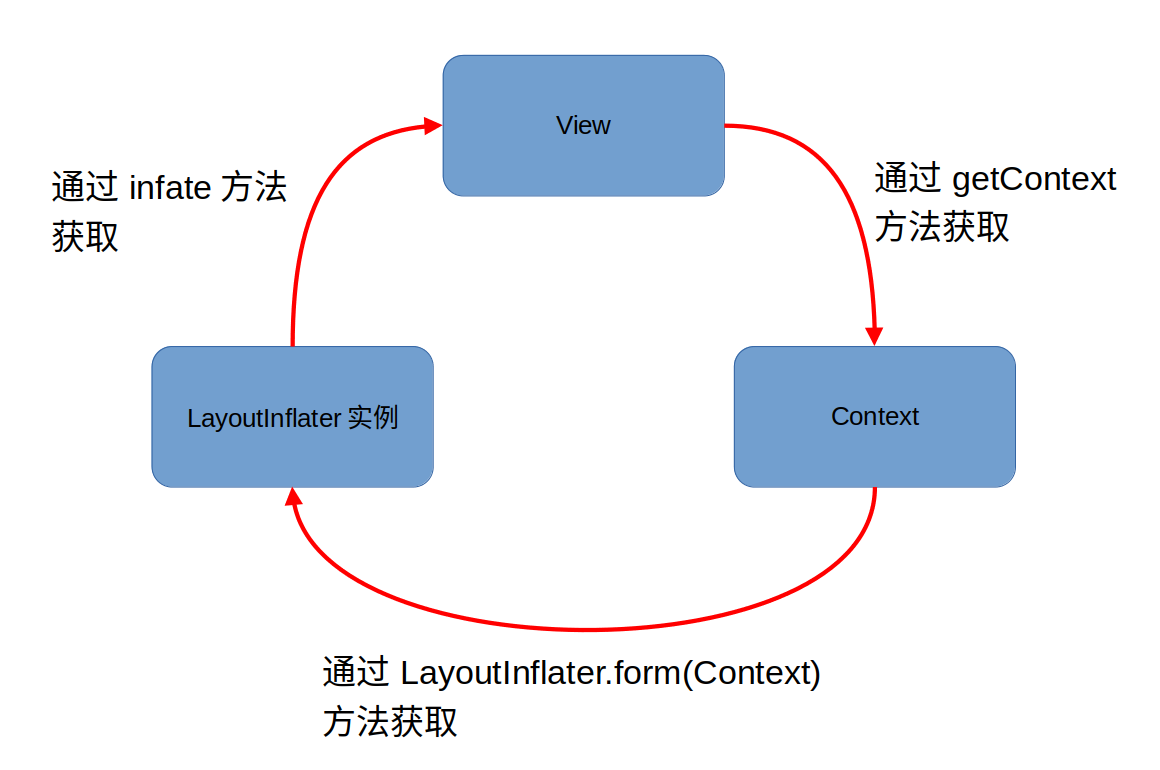 View
通过 infate 方法
获取
通过 getContext
方法获取
LayoutInflater 实例
Context
通过 LayoutInflater.form(Context)
方法获取